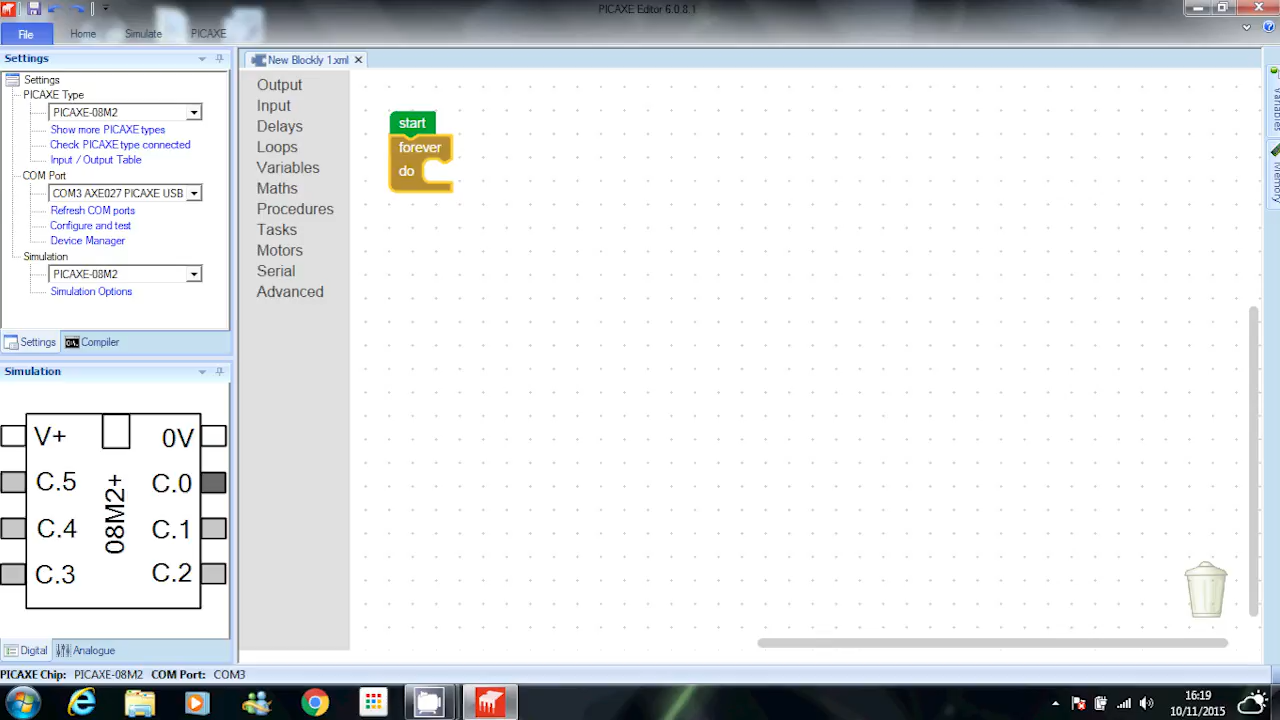 PICAXE Editor 6.0.8.1
File Home Simulate PICAXE
Settings
New Blockly 1.xml
Settings
PICAXE Type
PICAXE-08M2
Show more PICAXE types
Check PICAXE type connected
Input / Output Table
COM Port
COM3 AXE027 PICAXE USB
Refresh COM ports
Configure and test
Device Manager
Simulation
PICAXE-08M2
Simulation Options
Settings Compiler
Simulation
V+ 0V
C.5 C.0
C.4 C.1
C.3 C.2
08M2+
Digital Analogue
Output
Input
Delays
Loops
Variables
Maths
Procedures
Tasks
Motors
Serial
Advanced
start
forever
do
Variables
Memory
PICAXE Chip: PICAXE-08M2 COM Port: COM3
16:19
10/11/2015